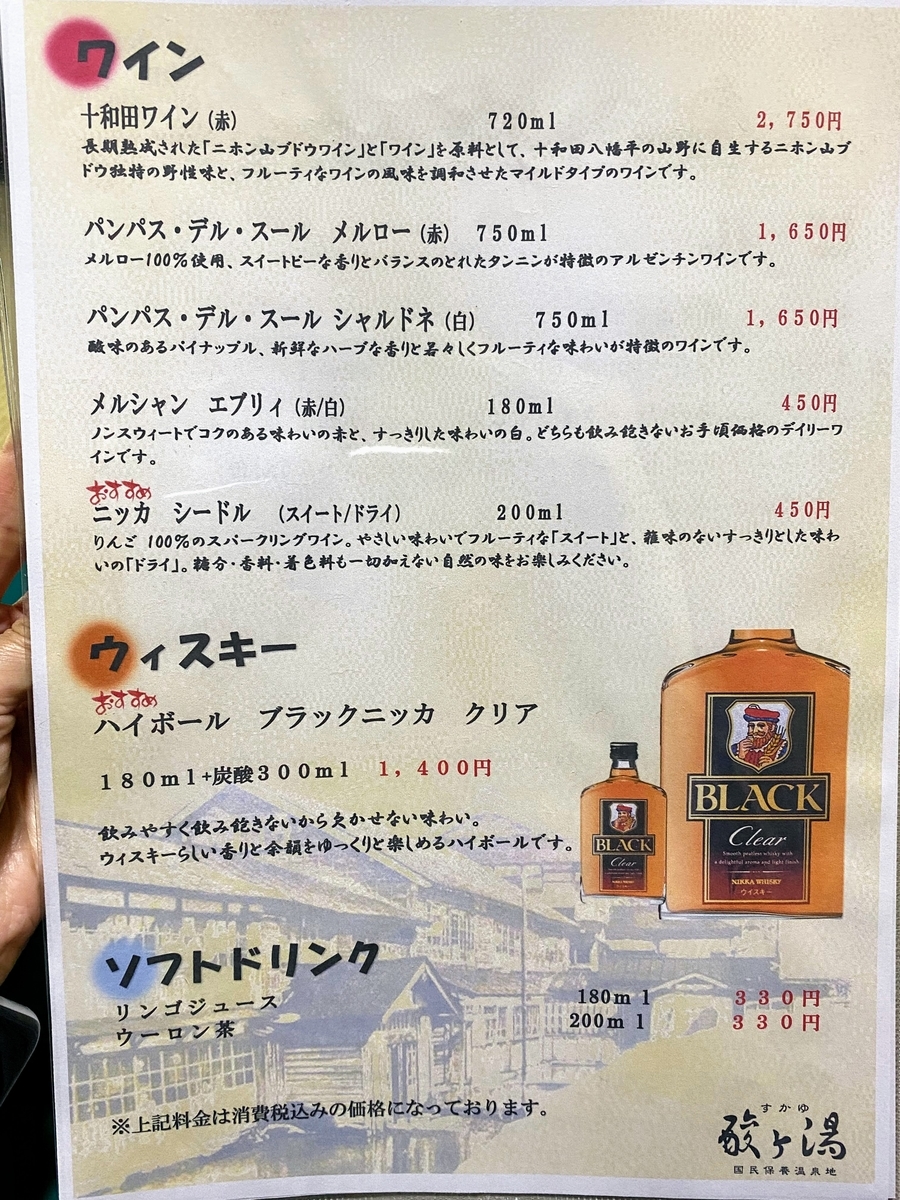 ワイン
十和田ワイン（赤） 720ml 2,750円
長期熟成された「ニホン山ブドウワイン」と「ワイン」を原料として、十和田八幡平の山野に自生するニホン山ブ
ドウ独特の野性味と、フルーティなワインの風味を調和させたマイルドタイプのワインです。
パンパス・デル・スール メルロー（赤） 750ml 1,650円
メルロー100%使用、スイートピーな香りとバランスのとれたタンニンが特徴のアルゼンチンワインです。
パンパス・デル・スール シャルドネ（白） 750ml 1,650円
酸味のあるパイナップル、新鮮なハーブな香りと若々しくフルーティな味わいが特徴のワインです。
メルシャン エブリィ（赤/白） 180ml 450円
ノンスウィートでコクのある味わいの赤と、すっきりした味わいの白。どちらも飲み飽きないお手頃価格のデイリーワ
インです。
おすすめ
ニッカ シードル （スイート/ドライ） 200ml 450円
りんご 100%のスパークリングワイン。やさしい味わいでフルーティな「スイート」と、雑味のないすっきりとした味わ
いの「ドライ」。糖分・香料・着色料も一切加えない自然の味をお楽しみください。
ウィスキー
おすすめ
ハイボール ブラックニッカ クリア
180ml+炭酸300ml 1,400円
飲みやすく飲み飽きないから欠かせない味わい。
ウィスキーらしい香りと余韻をゆっくりと楽しめるハイボールです。
BLACK
Clear
NIKKA WHISKY
BLACK
Clear
Smooth peatless whisky with
a delightful aroma and light finish.
NIKKA WHISKY
ウイスキー
ソフトドリンク
リンゴジュース 180ml 330円
ウーロン茶 200ml 330円
※上記料金は消費税込みの価格になっております。
すかゆ
酸ヶ湯
国民保養温泉地